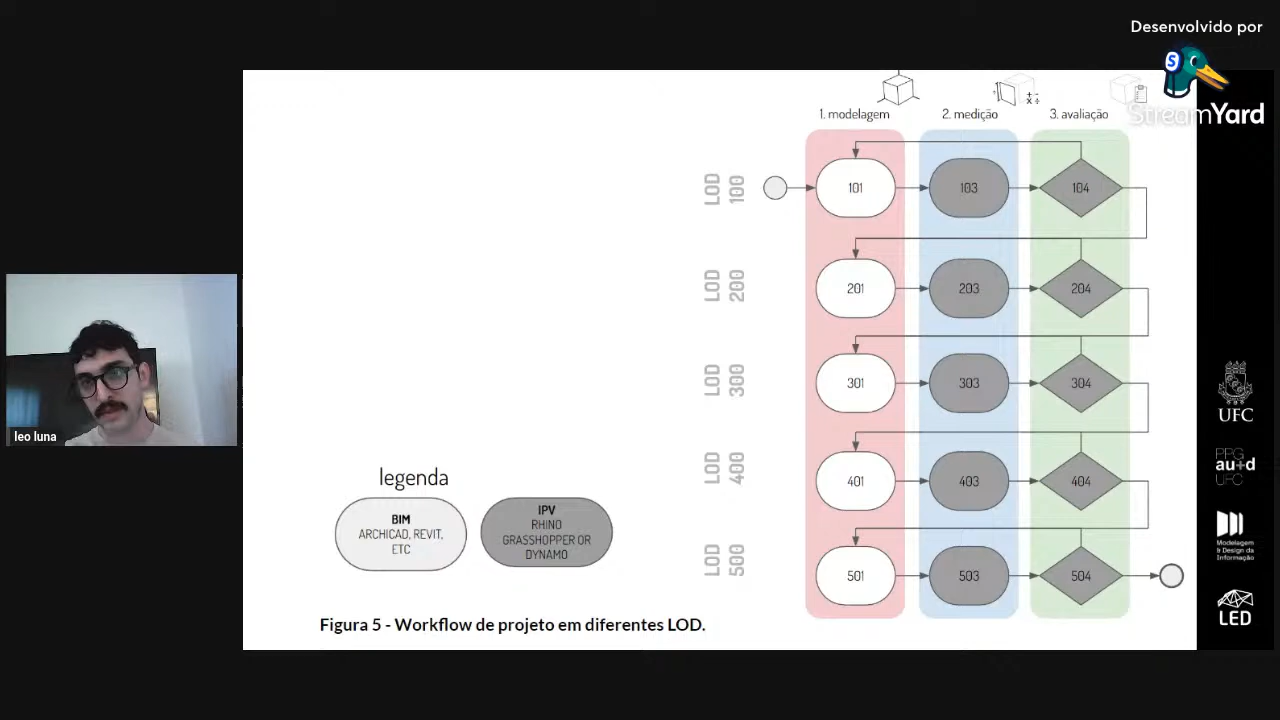 Desenvolvido por
S
StreamYard
1. modelagem
2. medição
3. avaliação
LOD 100
101
103
104
LOD 200
201
203
204
LOD 300
301
303
304
LOD 400
401
403
404
LOD 500
501
503
504
leo luna
legenda
BIM
ARCHICAD, REVIT,
ETC
IPV
RHINO
GRASSHOPPER OR
DYNAMO
Figura 5 - Workflow de projeto em diferentes LOD.
UFC
PPG
au+d
UFC
Modelagem
& Design da
Informação
LED